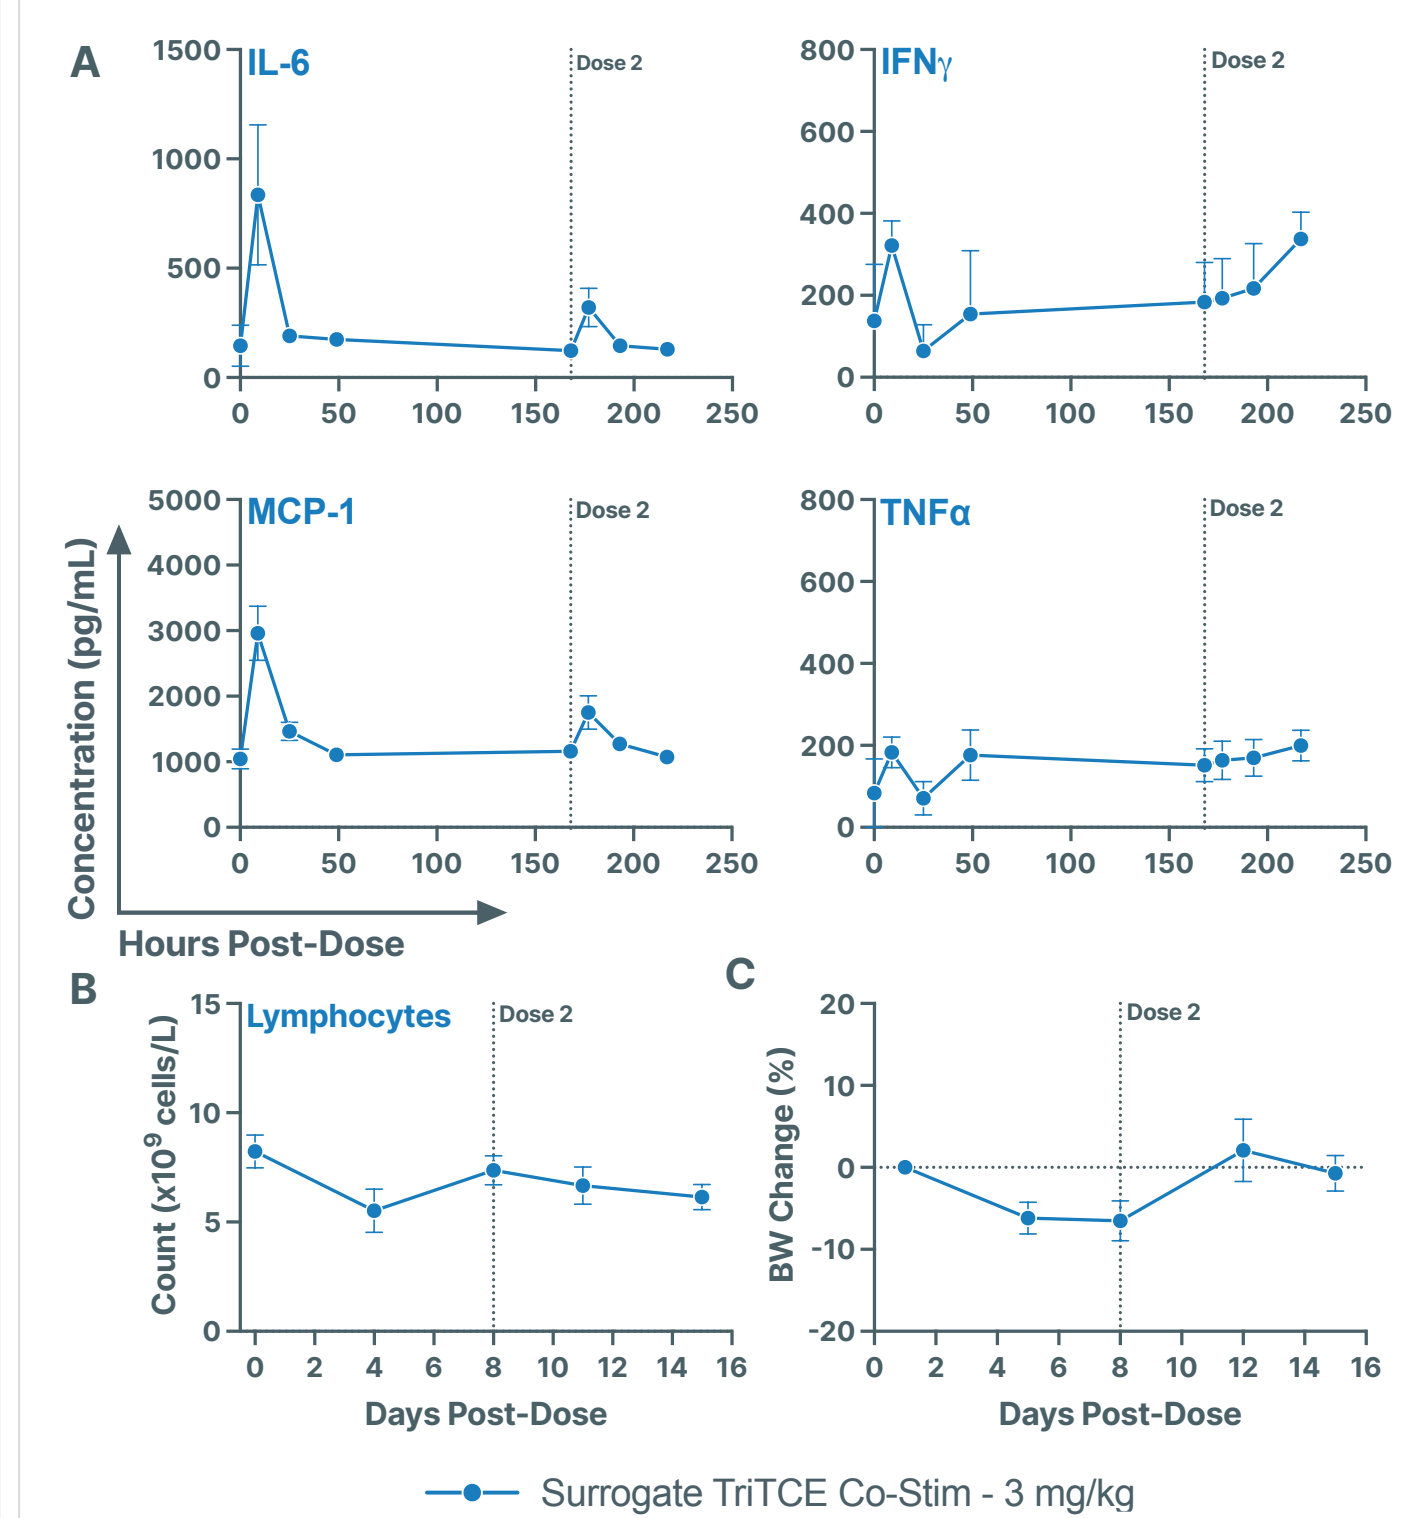 A
IL-6
Dose 2
1500
1000
500
0
0 50 100 150 200 250
IFNγ
Dose 2
800
600
400
200
0
0 50 100 150 200 250
MCP-1
Dose 2
5000
4000
3000
2000
1000
0
0 50 100 150 200 250
TNFα
Dose 2
800
600
400
200
0
0 50 100 150 200 250
Concentration (pg/mL)
Hours Post-Dose
B
Lymphocytes
Dose 2
Count (x10⁹ cells/L)
15
10
5
0
0 2 4 6 8 10 12 14 16
Days Post-Dose
C
Dose 2
BW Change (%)
20
10
0
-10
-20
0 2 4 6 8 10 12 14 16
Days Post-Dose
Surrogate TriTCE Co-Stim - 3 mg/kg